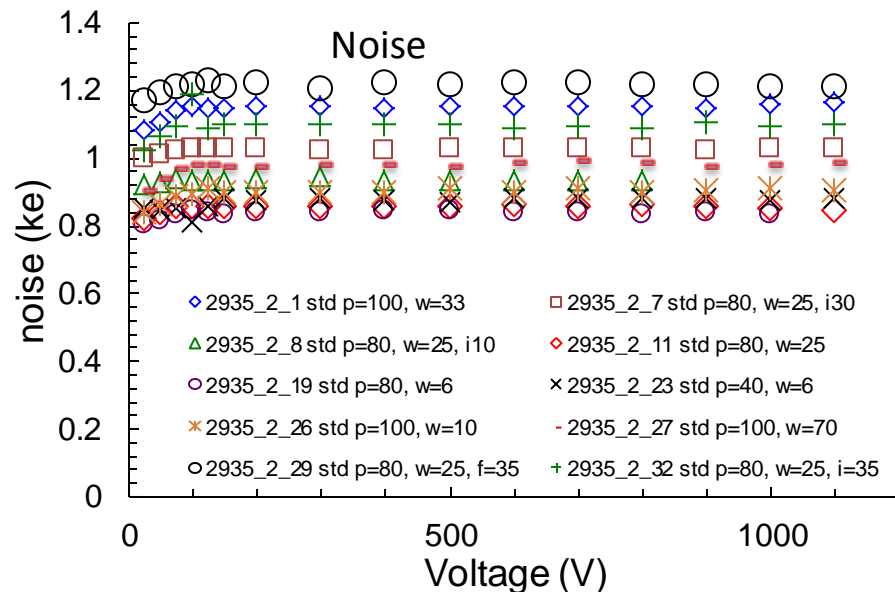 Noise
1.4
1.2
1
0.8
0.6
0.4
0.2
0
noise (ke)
2935_2_1 std p=100, w=33
2935_2_7 std p=80, w=25, i30
2935_2_8 std p=80, w=25, i10
2935_2_11 std p=80, w=25
2935_2_19 std p=80, w=6
2935_2_23 std p=40, w=6
2935_2_26 std p=100, w=10
2935_2_27 std p=100, w=70
2935_2_29 std p=80, w=25, f=35
2935_2_32 std p=80, w=25, i=35
0 500 1000
Voltage (V)